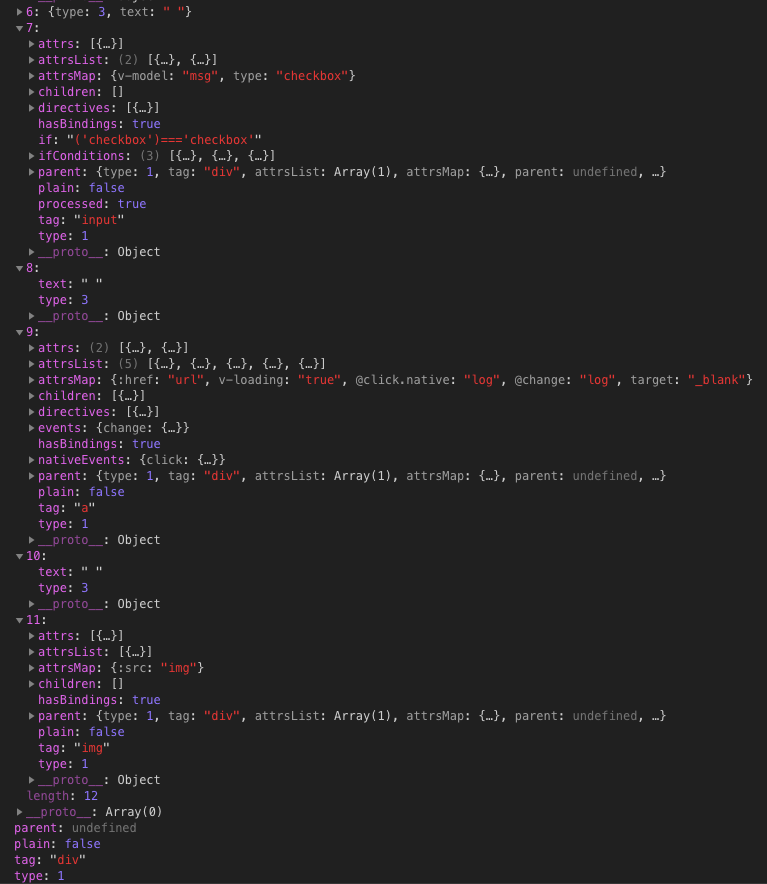 6: {type: 3, text: " "}
7:
attrs: [{…}]
attrsList: (2) [{…}, {…}]
attrsMap: {v-model: "msg", type: "checkbox"}
children: []
directives: [{…}]
hasBindings: true
if: "('checkbox')==='checkbox'"
ifConditions: (3) [{…}, {…}, {…}]
parent: {type: 1, tag: "div", attrsList: Array(1), attrsMap: {…}, parent: undefined, …}
plain: false
processed: true
tag: "input"
type: 1
__proto__: Object
8:
text: " "
type: 3
__proto__: Object
9:
attrs: (2) [{…}, {…}]
attrsList: (5) [{…}, {…}, {…}, {…}, {…}]
attrsMap: {:href: "url", v-loading: "true", @click.native: "log", @change: "log", target: "_blank"}
children: [{…}]
directives: [{…}]
events: {change: {…}}
hasBindings: true
nativeEvents: {click: {…}}
parent: {type: 1, tag: "div", attrsList: Array(1), attrsMap: {…}, parent: undefined, …}
plain: false
tag: "a"
type: 1
__proto__: Object
10:
text: " "
type: 3
__proto__: Object
11:
attrs: [{…}]
attrsList: [{…}]
attrsMap: {:src: "img"}
children: []
hasBindings: true
parent: {type: 1, tag: "div", attrsList: Array(1), attrsMap: {…}, parent: undefined, …}
plain: false
tag: "img"
type: 1
__proto__: Object
length: 12
__proto__: Array(0)
parent: undefined
plain: false
tag: "div"
type: 1